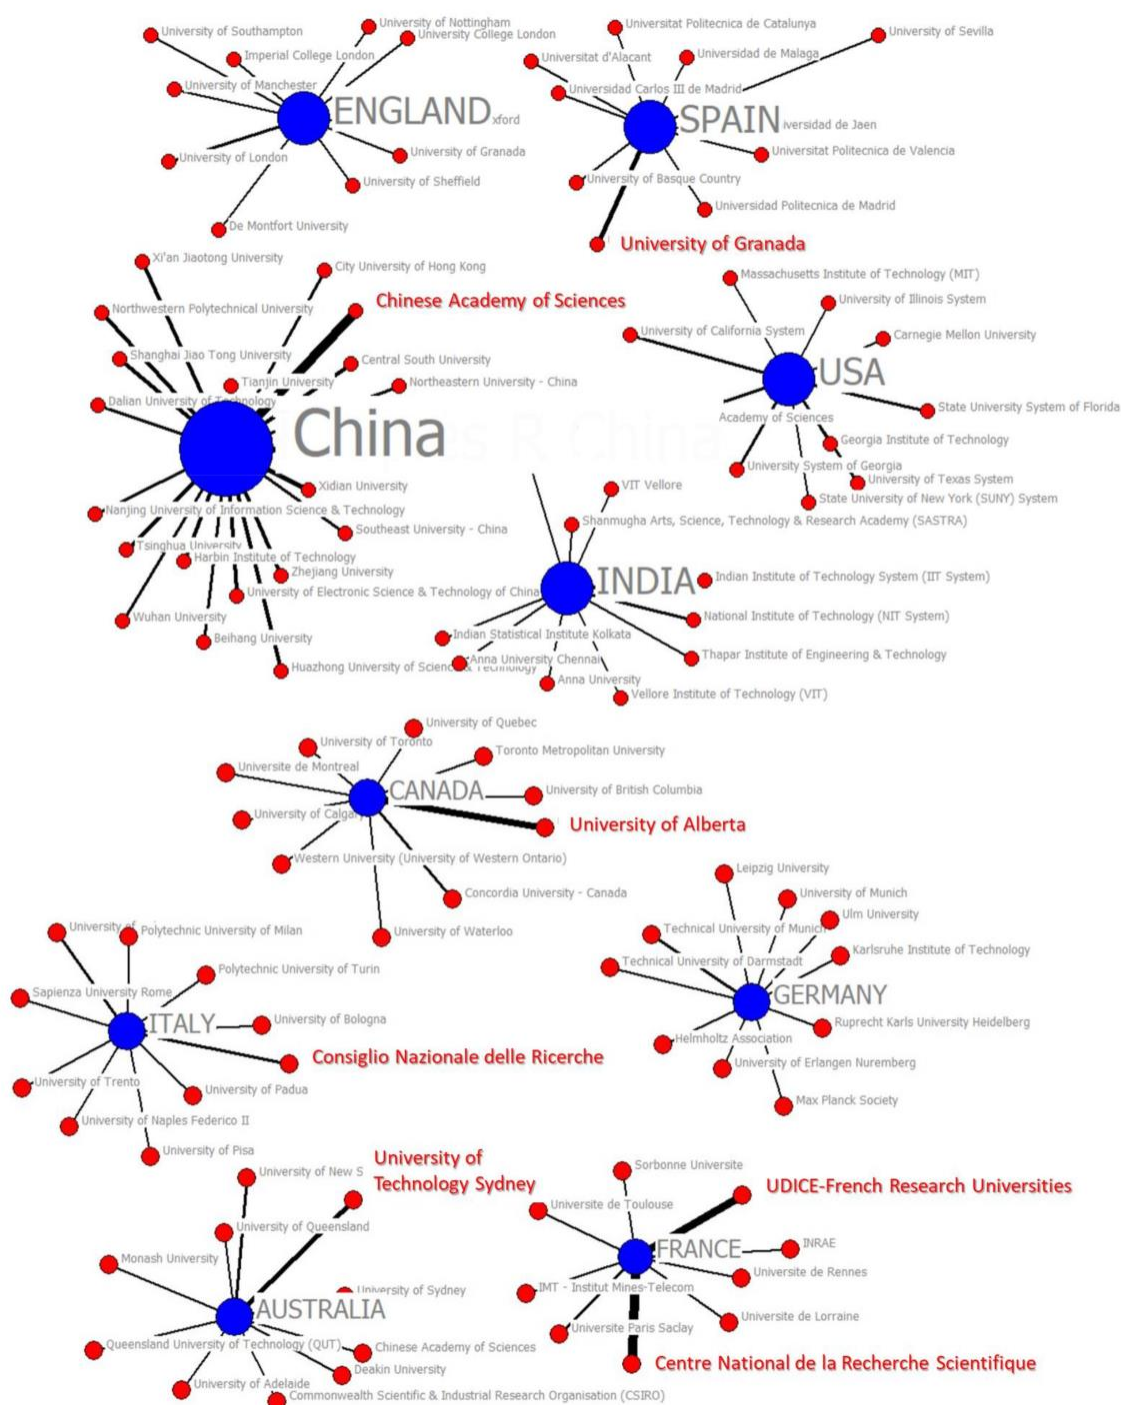 University of Southampton
University of Nottingham
University College London
Imperial College London
University of Manchester
ENGLAND
xford
University of London
University of Granada
University of Sheffield
De Montfort University
Universitat Politecnica de Catalunya
University of Sevilla
Universitat d'Alacant
Universidad de Malaga
Universidad Carlos III de Madrid
SPAIN
iversidad de Jaen
Universitat Politecnica de Valencia
University of Basque Country
Universidad Politecnica de Madrid
University of Granada
Xi'an Jiaotong University
City University of Hong Kong
Northwestern Polytechnical University
Chinese Academy of Sciences
Shanghai Jiao Tong University
Central South University
Tianjin University
Northeastern University - China
Dalian University of Technology
China
Xidian University
Nanjing University of Information Science & Technology
Southeast University - China
Tsinghua University
Harbin Institute of Technology
Zhejiang University
University of Electronic Science & Technology of China
Wuhan University
Beihang University
Huazhong University of Science & Technology
Massachusetts Institute of Technology (MIT)
University of Illinois System
University of California System
Carnegie Mellon University
USA
State University System of Florida
Academy of Sciences
Georgia Institute of Technology
University System of Georgia
University of Texas System
State University of New York (SUNY) System
VIT Vellore
Shanmugha Arts, Science, Technology & Research Academy (SASTRA)
INDIA
Indian Institute of Technology System (IIT System)
National Institute of Technology (NIT System)
Indian Statistical Institute Kolkata
Thapar Institute of Engineering & Technology
Anna University Chennai
Anna University
Vellore Institute of Technology (VIT)
University of Quebec
University of Toronto
Toronto Metropolitan University
Universite de Montreal
CANADA
University of British Columbia
University of Calgary
University of Alberta
Western University (University of Western Ontario)
Concordia University - Canada
University of Waterloo
Leipzig University
University of Munich
Ulm University
Technical University of Munich
Karlsruhe Institute of Technology
Technical University of Darmstadt
GERMANY
Ruprecht Karls University Heidelberg
Helmholtz Association
University of Erlangen Nuremberg
Max Planck Society
University of
Polytechnic University of Milan
Polytechnic University of Turin
Sapienza University Rome
ITALY
University of Bologna
Consiglio Nazionale delle Ricerche
University of Trento
University of Padua
University of Naples Federico II
University of Pisa
University of New S
University of
Technology Sydney
University of Queensland
Monash University
University of Sydney
AUSTRALIA
Queensland University of Technology (QUT)
Chinese Academy of Sciences
Deakin University
University of Adelaide
Commonwealth Scientific & Industrial Research Organisation (CSIRO)
Sorbonne Universite
UDICE-French Research Universities
Universite de Toulouse
FRANCE
INRAE
Universite de Rennes
IMT - Institut Mines-Telecom
Universite de Lorraine
Universite Paris Saclay
Centre National de la Recherche Scientifique